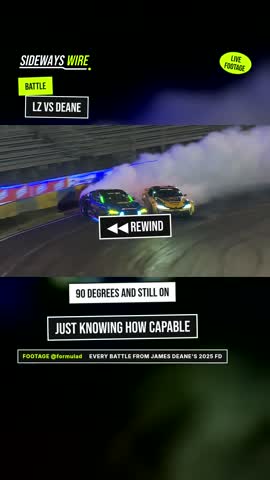 SIDEWAYS WIRE.
LIVE
FOOTAGE
BATTLE
LZ VS DEANE
◀◀ REWIND
90 DEGREES AND STILL ON
JUST KNOWING HOW CAPABLE
FOOTAGE @formulad EVERY BATTLE FROM JAMES DEANE'S 2025 FD